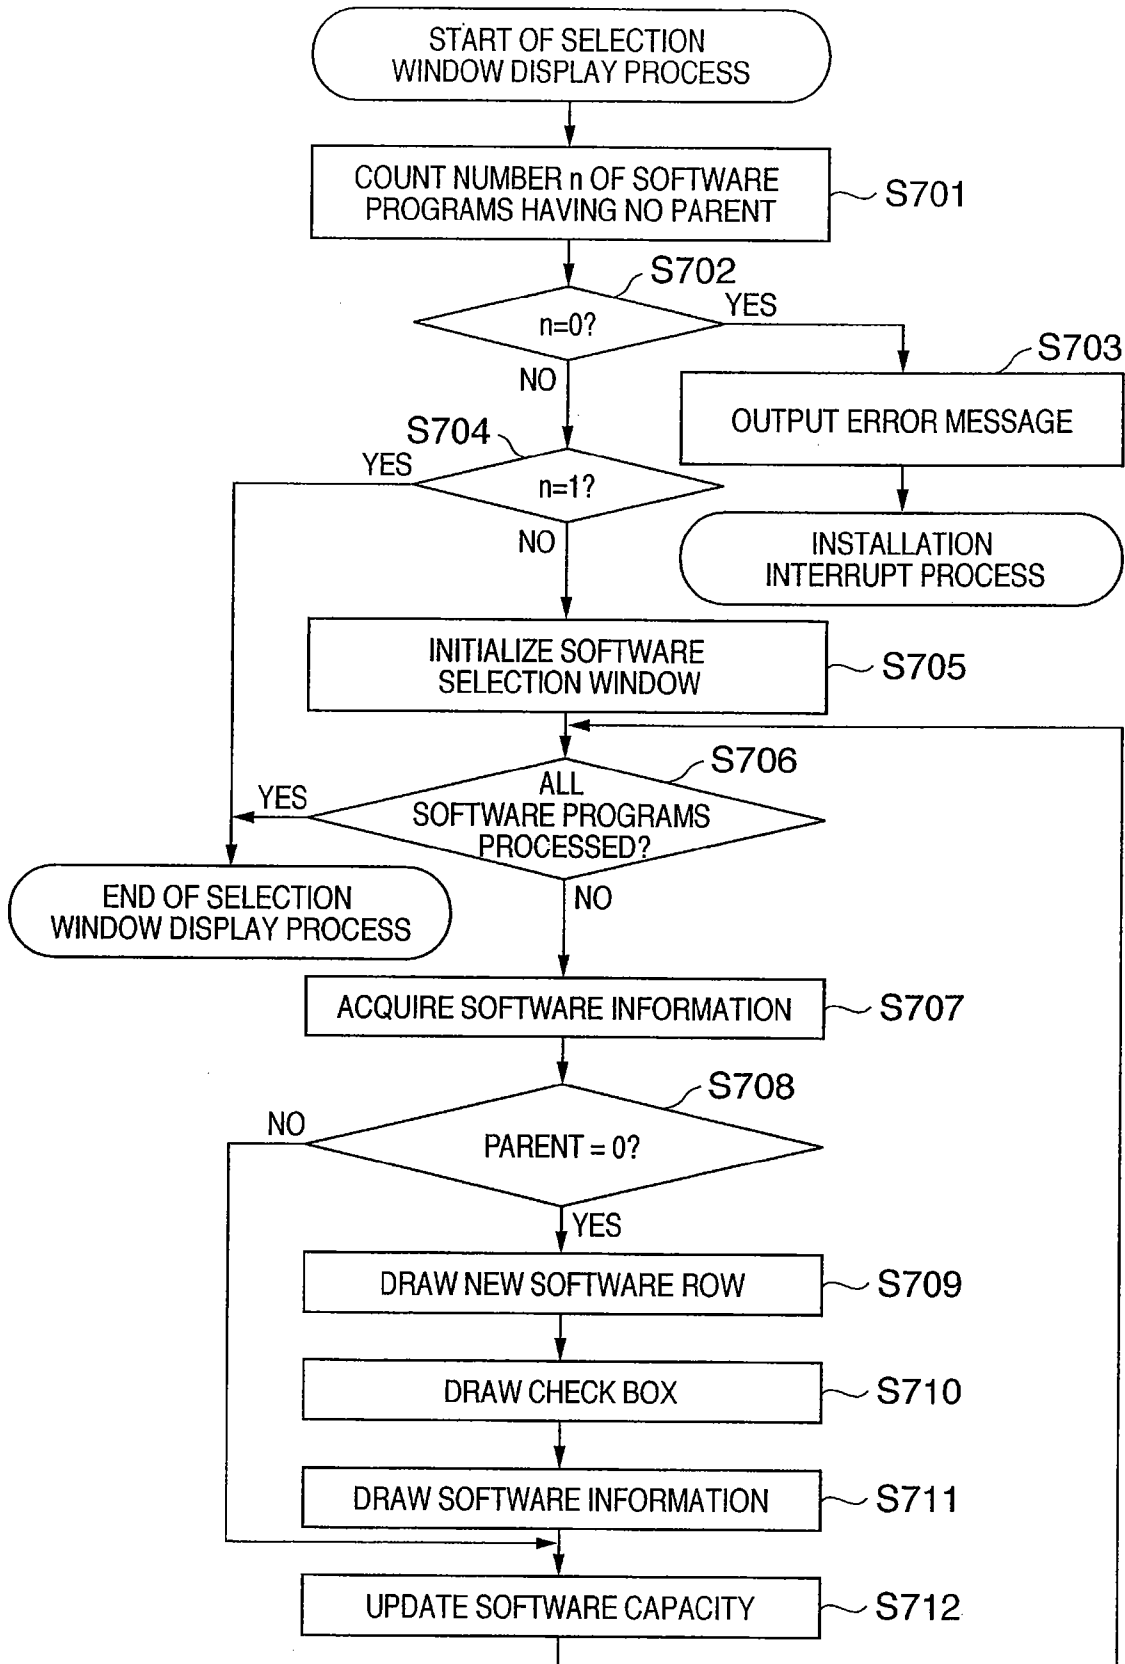 START OF SELECTION
WINDOW DISPLAY PROCESS
COUNT NUMBER n OF SOFTWARE
PROGRAMS HAVING NO PARENT
S701
S702
n=0?
YES
NO
S703
OUTPUT ERROR MESSAGE
INSTALLATION
INTERRUPT PROCESS
S704
YES
n=1?
NO
INITIALIZE SOFTWARE
SELECTION WINDOW
S705
S706
ALL
SOFTWARE PROGRAMS
PROCESSED?
YES
NO
END OF SELECTION
WINDOW DISPLAY PROCESS
ACQUIRE SOFTWARE INFORMATION
S707
S708
NO
PARENT = 0?
YES
DRAW NEW SOFTWARE ROW
S709
DRAW CHECK BOX
S710
DRAW SOFTWARE INFORMATION
S711
UPDATE SOFTWARE CAPACITY
S712